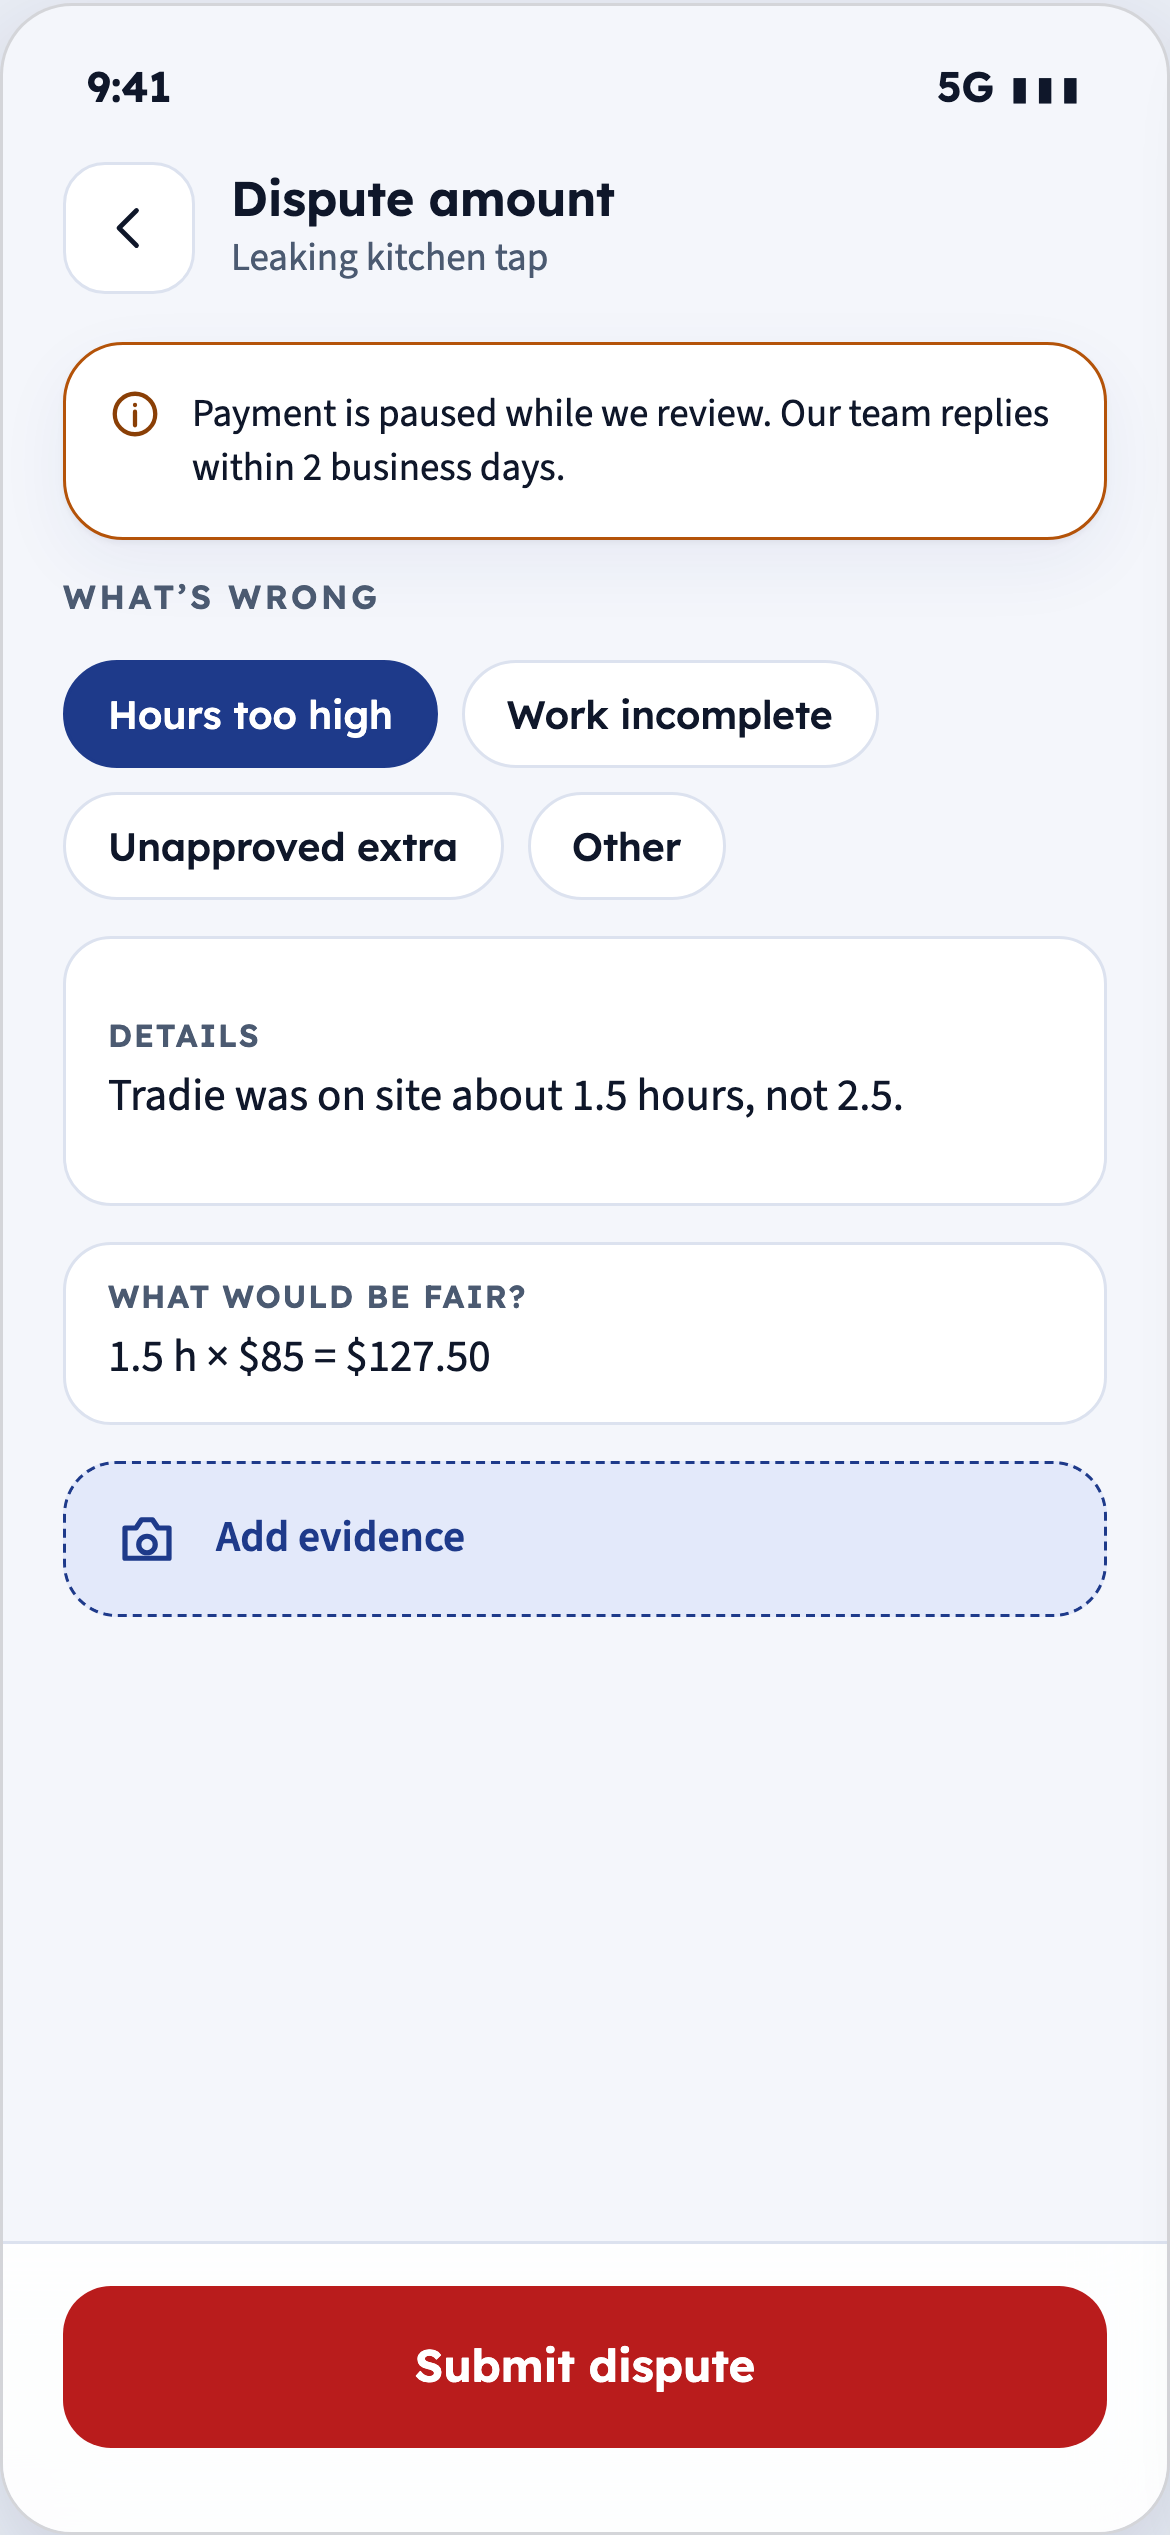 9:41
5G
Dispute amount
Leaking kitchen tap
Payment is paused while we review. Our team replies
within 2 business days.
WHAT’S WRONG
Hours too high
Work incomplete
Unapproved extra
Other
DETAILS
Tradie was on site about 1.5 hours, not 2.5.
WHAT WOULD BE FAIR?
1.5 h × $85 = $127.50
Add evidence
Submit dispute